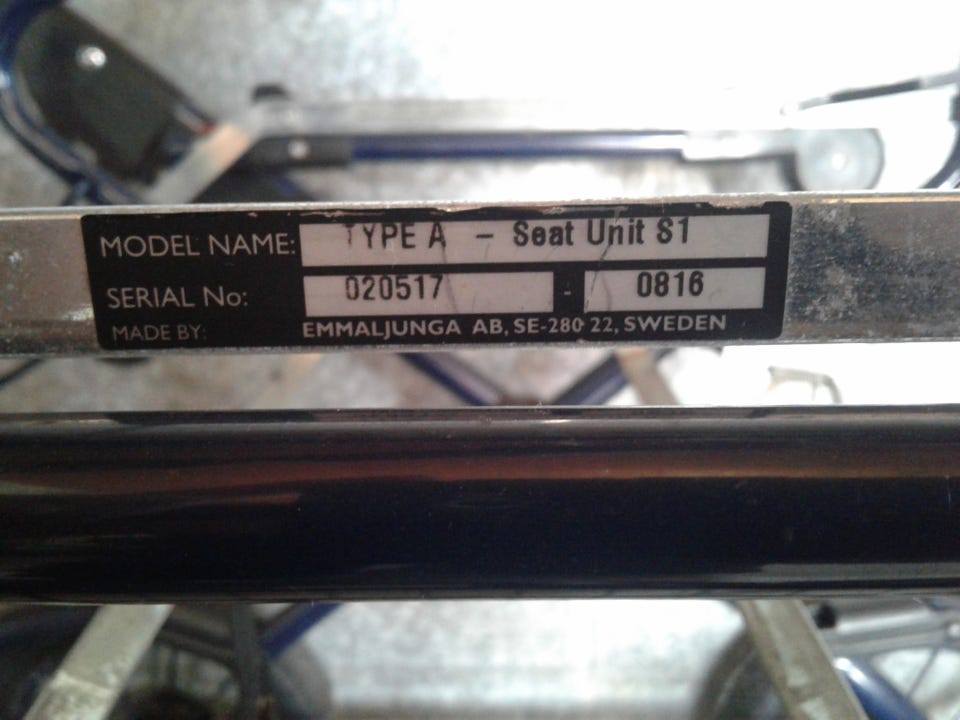 MODEL NAME: TYPE A - Seat Unit S1
SERIAL No: 020517 - 0816
MADE BY: EMMALJUNGA AB, SE-280 22, SWEDEN